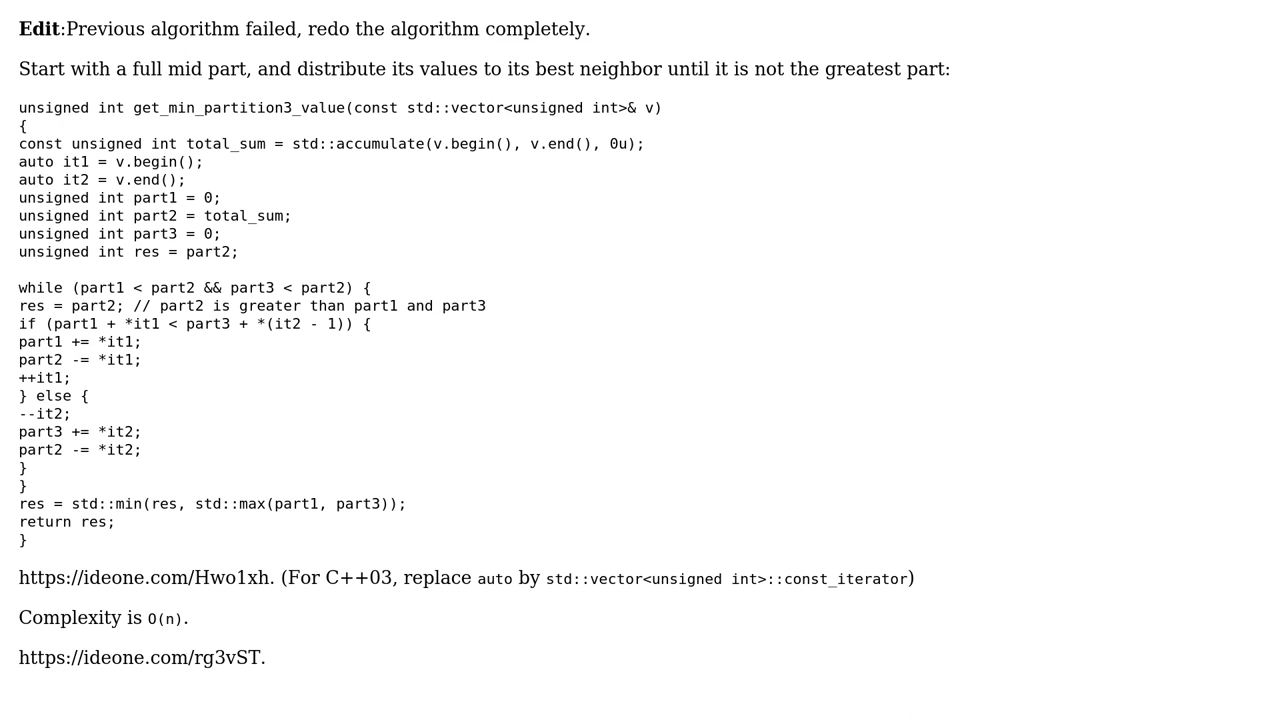 Edit:Previous algorithm failed, redo the algorithm completely.
Start with a full mid part, and distribute its values to its best neighbor until it is not the greatest part:
unsigned int get_min_partition3_value(const std::vector<unsigned int>& v)
{
const unsigned int total_sum = std::accumulate(v.begin(), v.end(), 0u);
auto it1 = v.begin();
auto it2 = v.end();
unsigned int part1 = 0;
unsigned int part2 = total_sum;
unsigned int part3 = 0;
unsigned int res = part2;
while (part1 < part2 && part3 < part2) {
res = part2; // part2 is greater than part1 and part3
if (part1 + *it1 < part3 + *(it2 - 1)) {
part1 += *it1;
part2 -= *it1;
++it1;
} else {
--it2;
part3 += *it2;
part2 -= *it2;
}
}
res = std::min(res, std::max(part1, part3));
return res;
}
https://ideone.com/Hwo1xh. (For C++03, replace auto by std::vector<unsigned int>::const_iterator)
Complexity is O(n).
https://ideone.com/rg3vST.